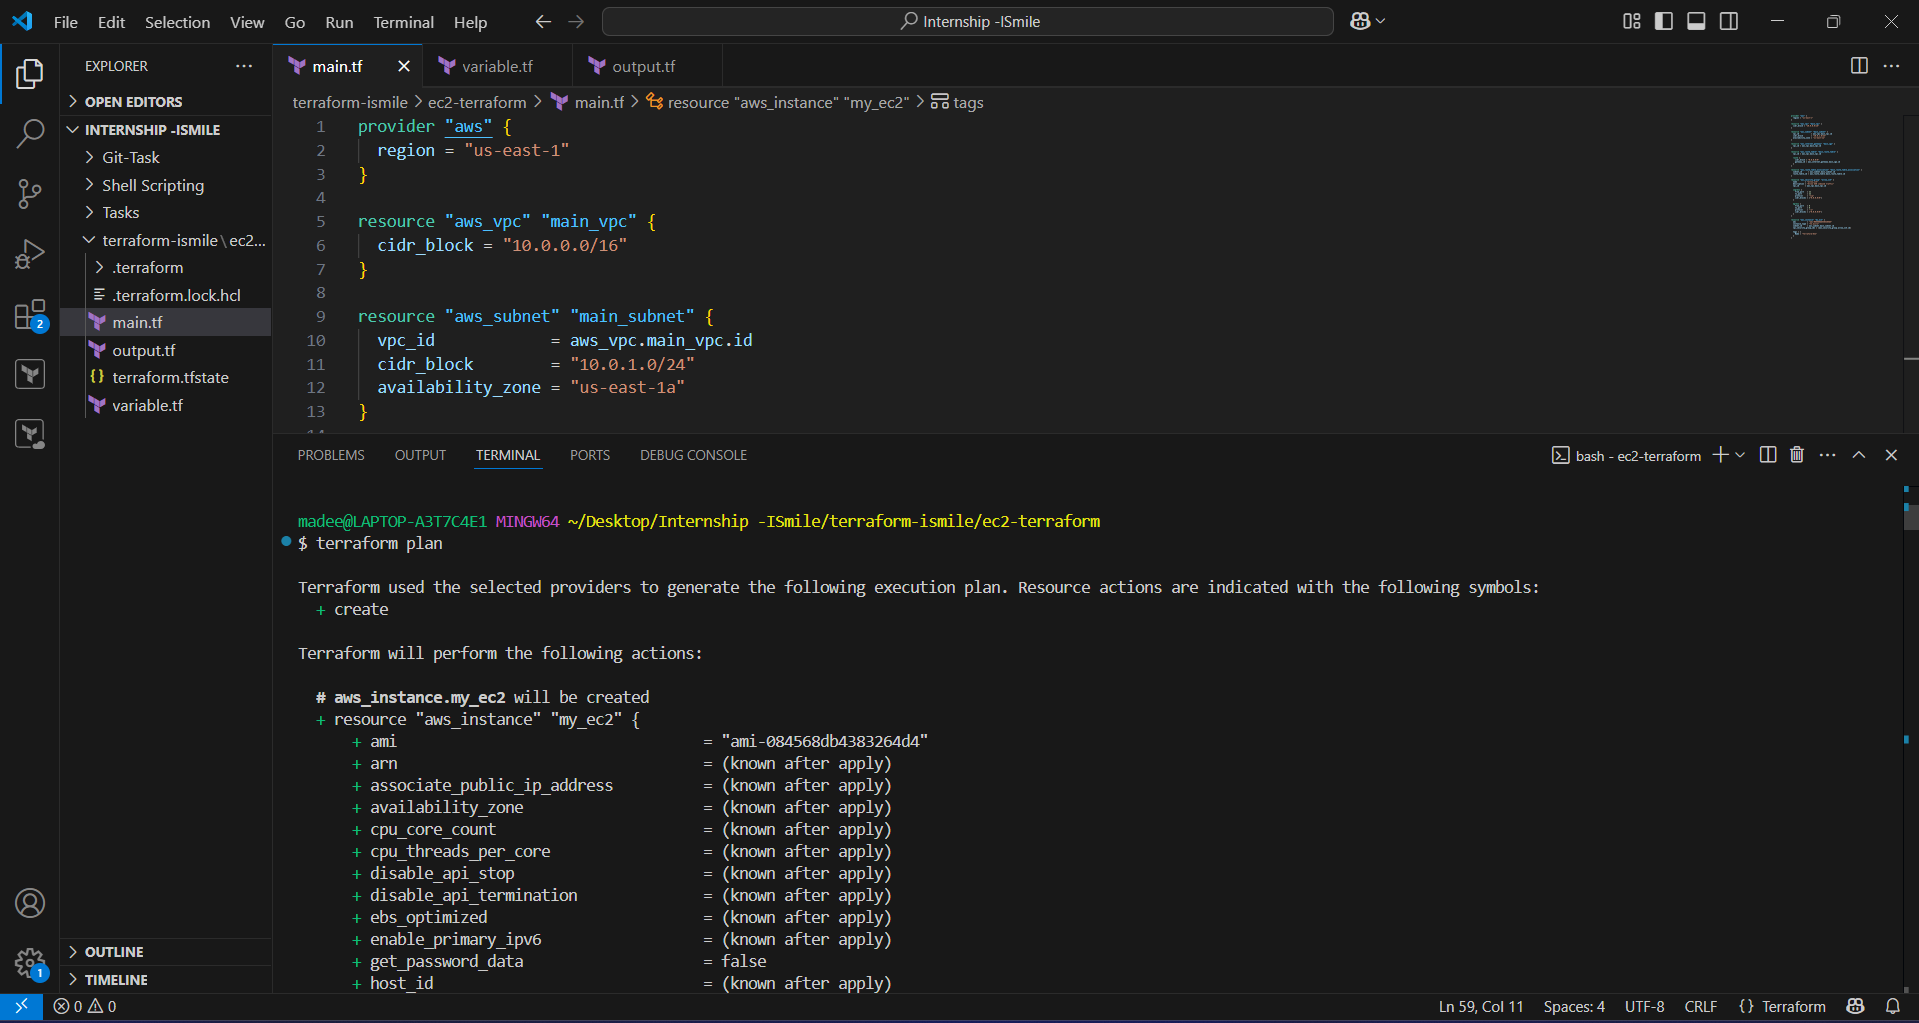 File Edit Selection View Go Run Terminal Help
Internship -ISmile
EXPLORER
OPEN EDITORS
INTERNSHIP -ISMILE
Git-Task
Shell Scripting
Tasks
terraform-ismile\ec2...
.terraform
.terraform.lock.hcl
main.tf
output.tf
{} terraform.tfstate
variable.tf
OUTLINE
TIMELINE
2
1
main.tf
variable.tf
output.tf
terraform-ismile > ec2-terraform > main.tf > resource "aws_instance" "my_ec2" > tags
1 provider "aws" {
2 region = "us-east-1"
3 }
4
5 resource "aws_vpc" "main_vpc" {
6 cidr_block = "10.0.0.0/16"
7 }
8
9 resource "aws_subnet" "main_subnet" {
10 vpc_id = aws_vpc.main_vpc.id
11 cidr_block = "10.0.1.0/24"
12 availability_zone = "us-east-1a"
13 }
PROBLEMS OUTPUT TERMINAL PORTS DEBUG CONSOLE
bash - ec2-terraform
madee@LAPTOP-A3T7C4E1 MINGW64 ~/Desktop/Internship -ISmile/terraform-ismile/ec2-terraform
$ terraform plan
Terraform used the selected providers to generate the following execution plan. Resource actions are indicated with the following symbols:
+ create
Terraform will perform the following actions:
# aws_instance.my_ec2 will be created
+ resource "aws_instance" "my_ec2" {
+ ami = "ami-084568db4383264d4"
+ arn = (known after apply)
+ associate_public_ip_address = (known after apply)
+ availability_zone = (known after apply)
+ cpu_core_count = (known after apply)
+ cpu_threads_per_core = (known after apply)
+ disable_api_stop = (known after apply)
+ disable_api_termination = (known after apply)
+ ebs_optimized = (known after apply)
+ enable_primary_ipv6 = (known after apply)
+ get_password_data = false
+ host_id = (known after apply)
0 0
Ln 59, Col 11 Spaces: 4 UTF-8 CRLF {} Terraform